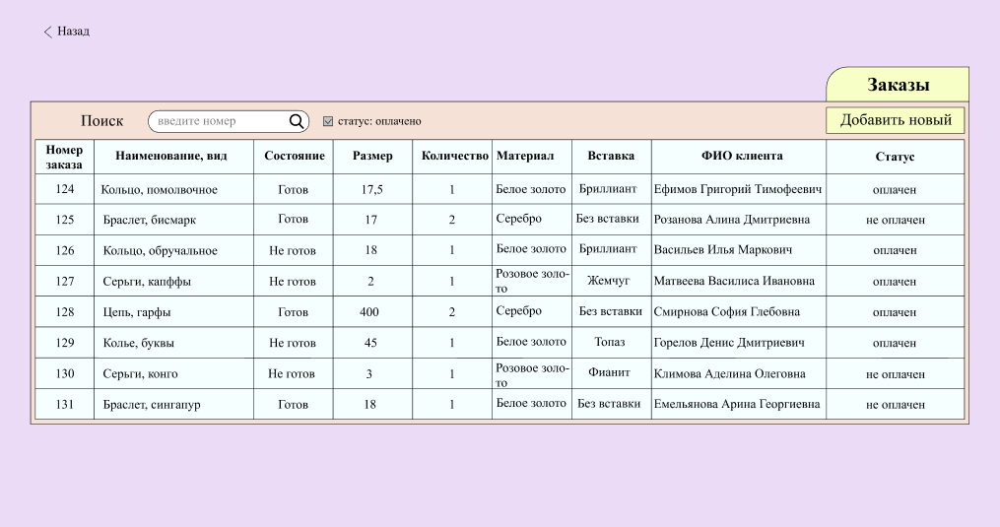 Назад
Заказы
Поиск введите номер статус: оплачено Добавить новый
Номер заказа Наименование, вид Состояние Размер Количество Материал Вставка ФИО клиента Статус
124 Кольцо, помолвочное Готов 17,5 1 Белое золото Бриллиант Ефимов Григорий Тимофеевич оплачен
125 Браслет, бисмарк Готов 17 2 Серебро Без вставки Розанова Алина Дмитриевна не оплачен
126 Кольцо, обручальное Не готов 18 1 Белое золото Бриллиант Васильев Илья Маркович оплачен
127 Серьги, капффы Не готов 2 1 Розовое золо-то Жемчуг Матвеева Василиса Ивановна оплачен
128 Цепь, гарфы Готов 400 2 Серебро Без вставки Смирнова София Глебовна оплачен
129 Колье, буквы Не готов 45 1 Белое золото Топаз Горелов Денис Дмитриевич оплачен
130 Серьги, конго Не готов 3 1 Розовое золо-то Фианит Климова Аделина Олеговна не оплачен
131 Браслет, сингапур Готов 18 1 Белое золото Без вставки Емельянова Арина Георгиевна не оплачен